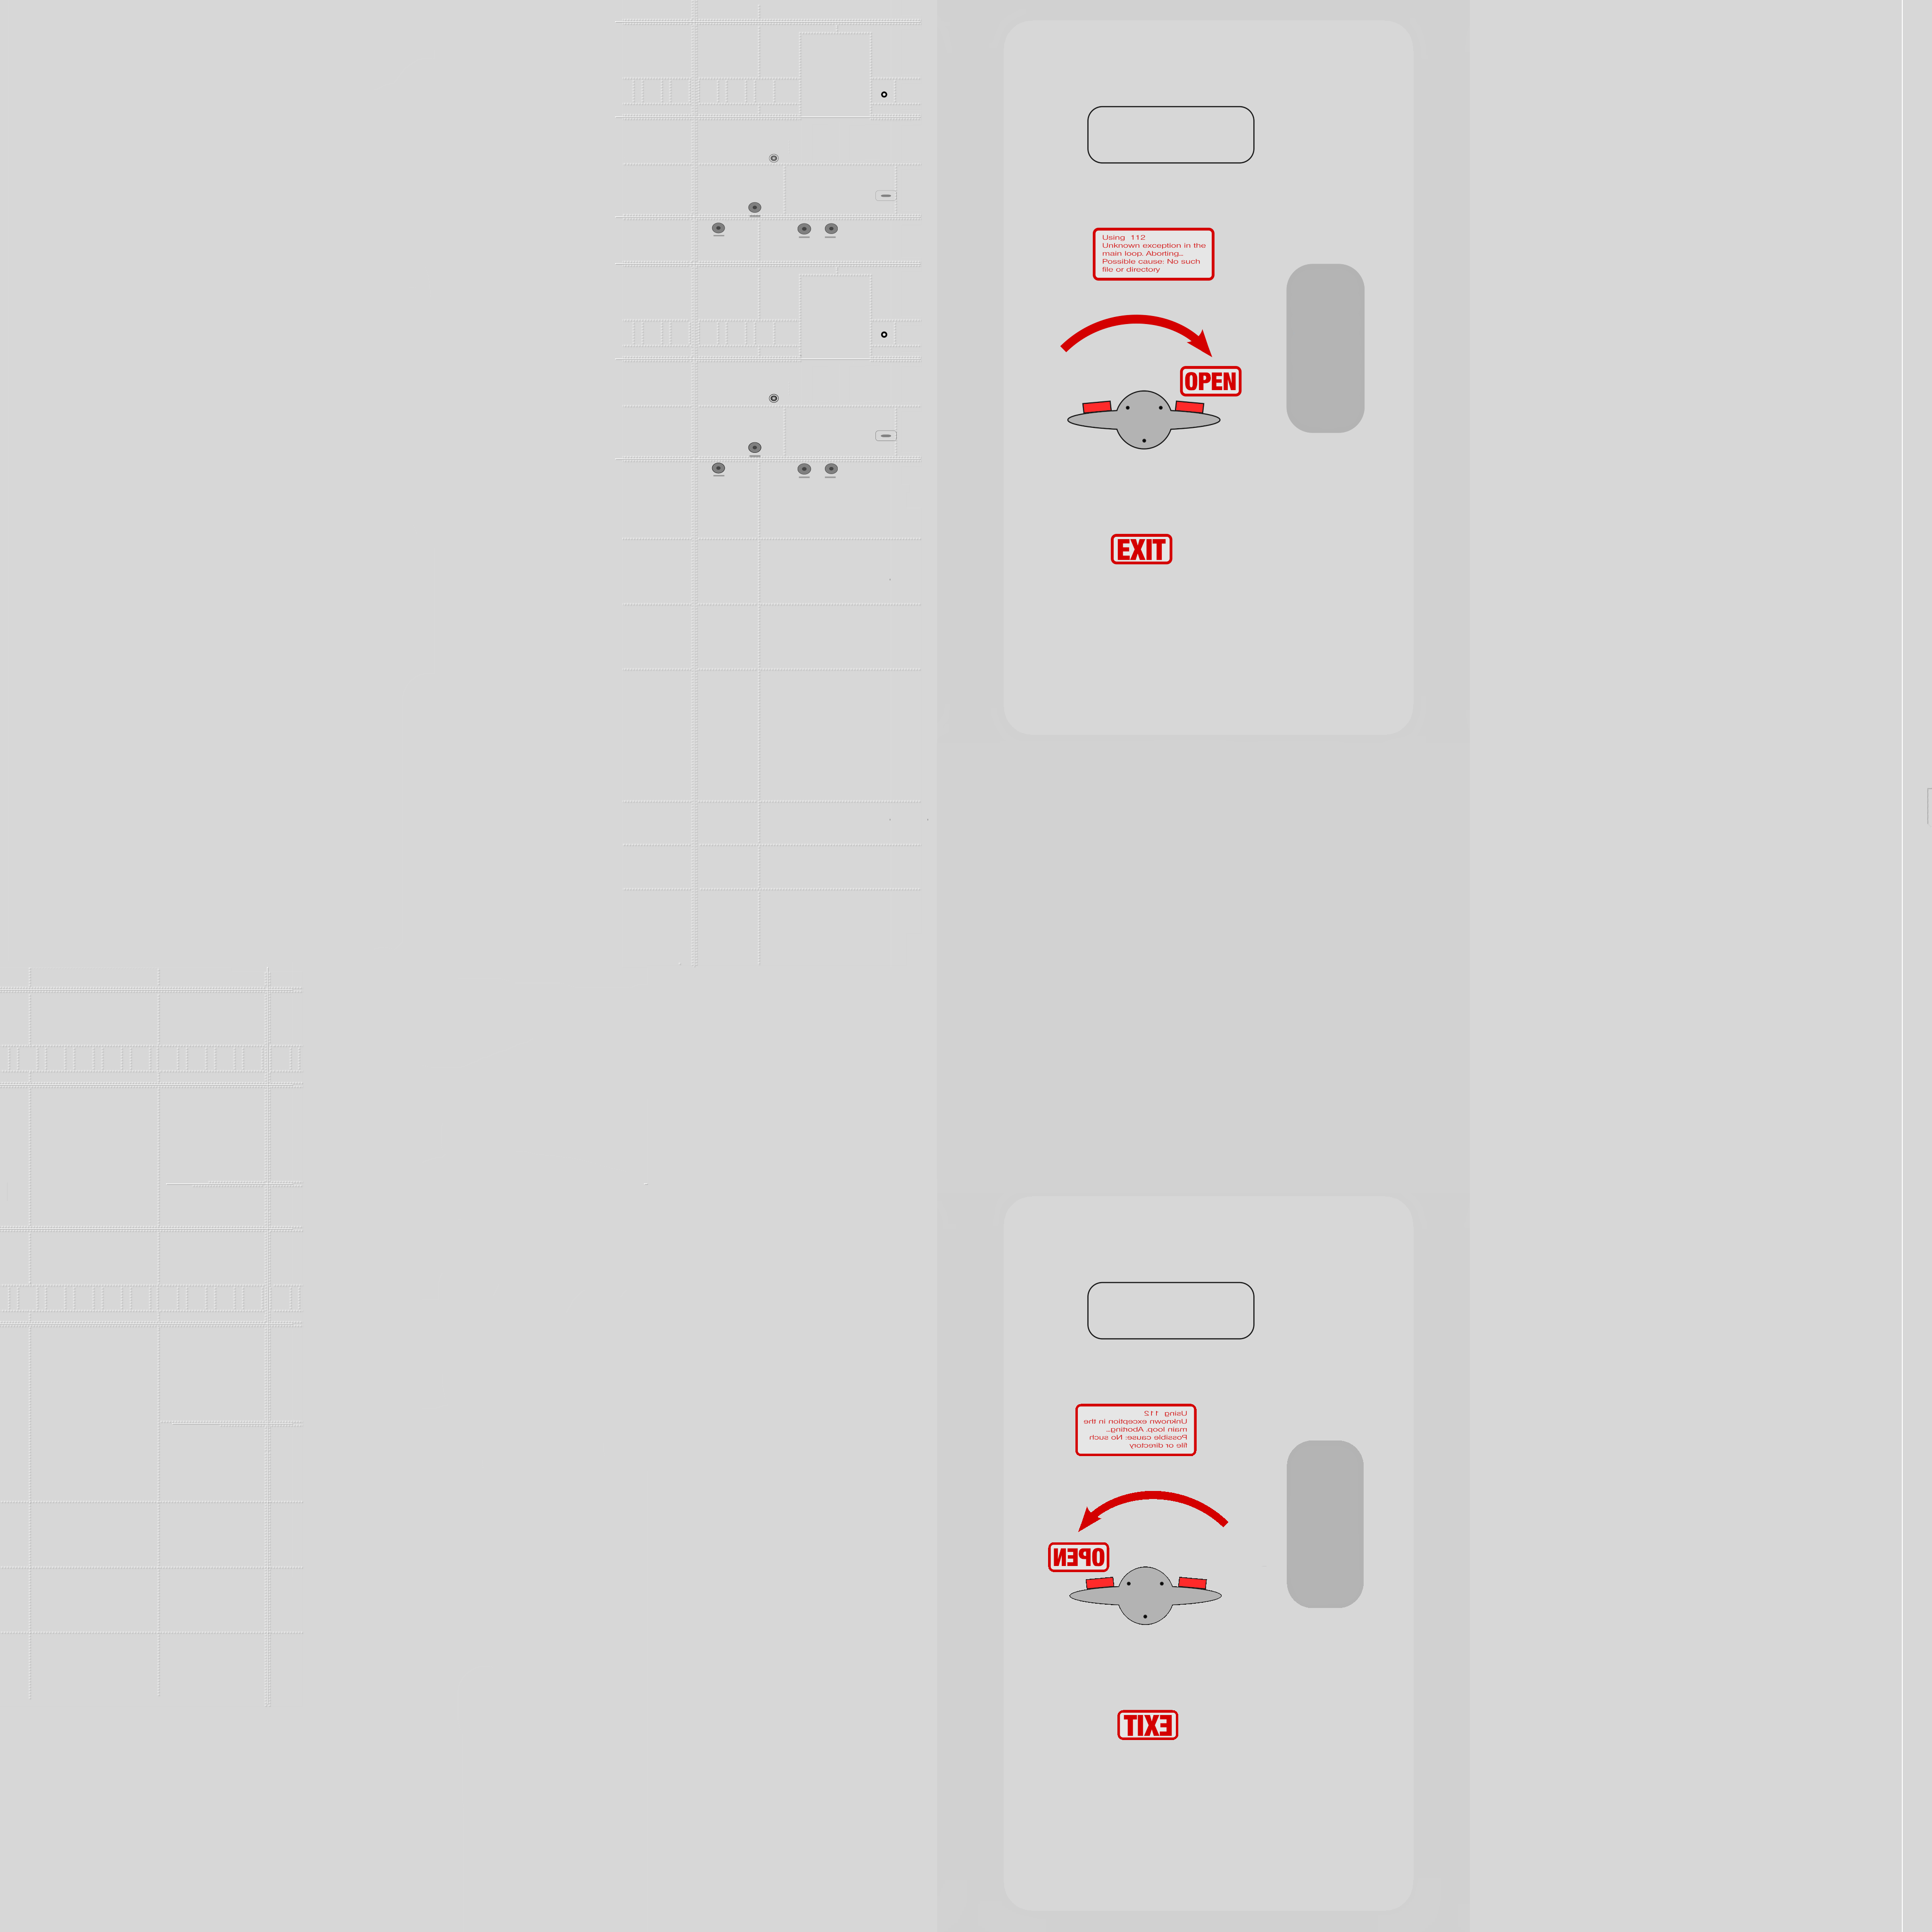 Using 112
Unknown exception in the
main loop. Aborting...
Possible cause: No such
file or directory
OPEN
EXIT
Using 112
Unknown exception in the
main loop. Aborting...
Possible cause: No such
file or directory
OPEN
EXIT